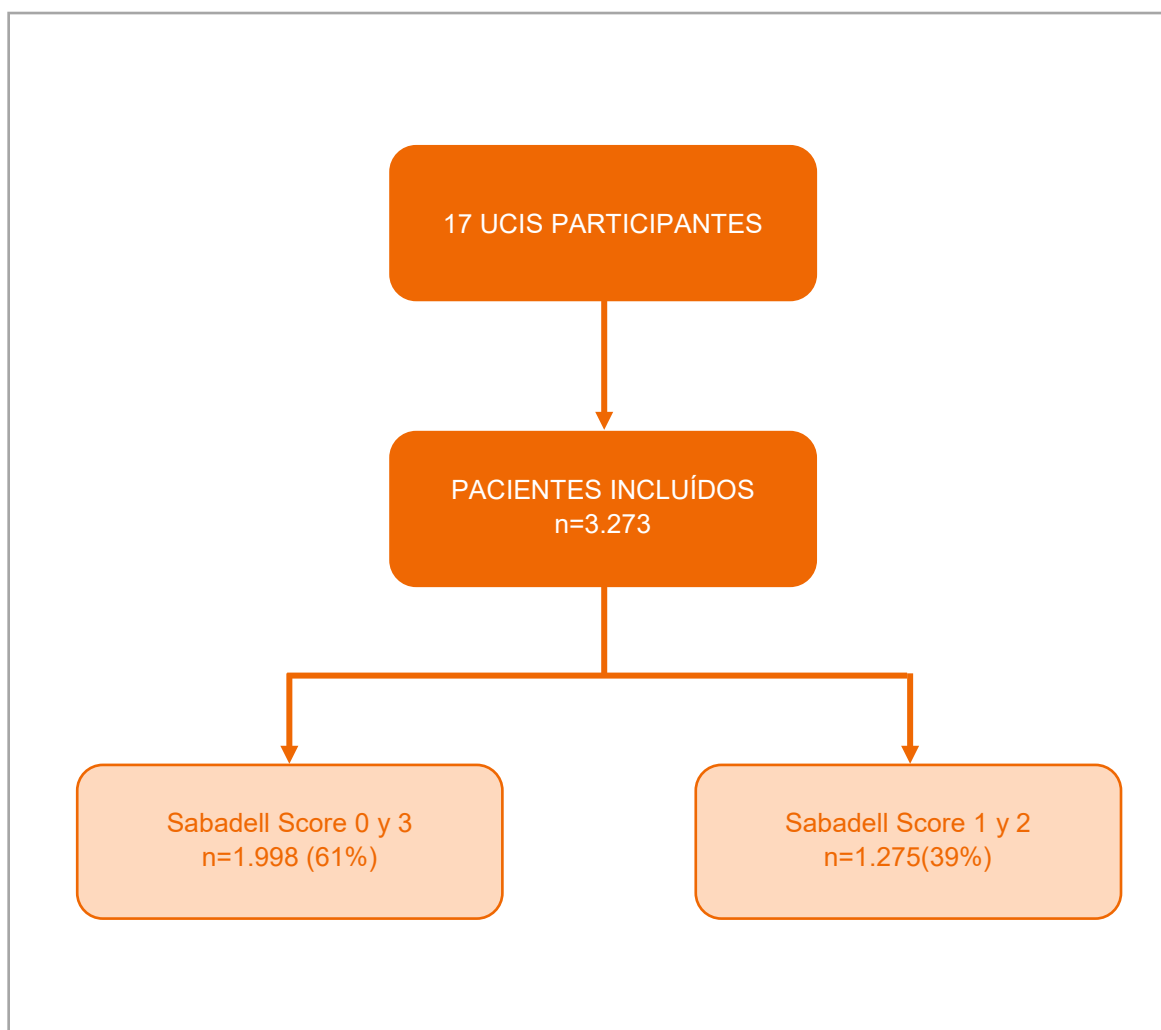 17 UCIS PARTICIPANTES
PACIENTES INCLUÍDOS
n=3.273
Sabadell Score 0 y 3
n=1.998 (61%)
Sabadell Score 1 y 2
n=1.275(39%)